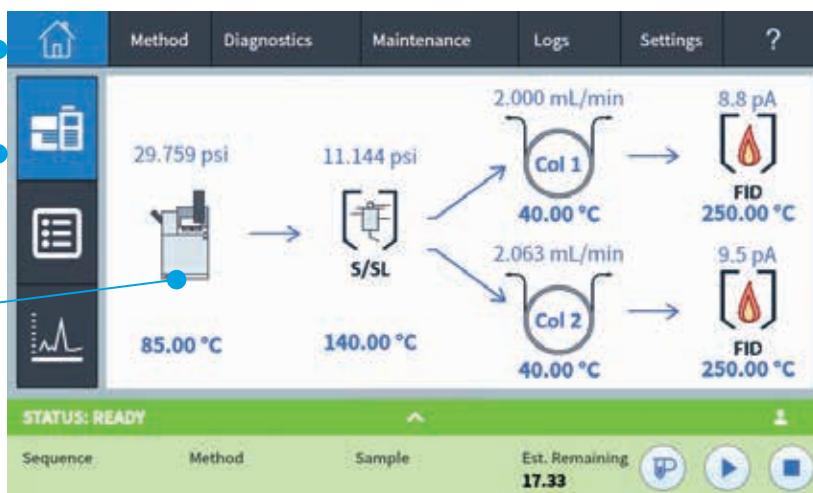 Method Diagnostics Maintenance Logs Settings ?
2.000 mL/min 8.8 pA
29.759 psi 11.144 psi
Col 1
FID
40.00 °C 250.00 °C
S/SL
2.063 mL/min 9.5 pA
Col 2
85.00 °C 140.00 °C
FID
40.00 °C 250.00 °C
STATUS: READY
Sequence Method Sample Est. Remaining
17.33